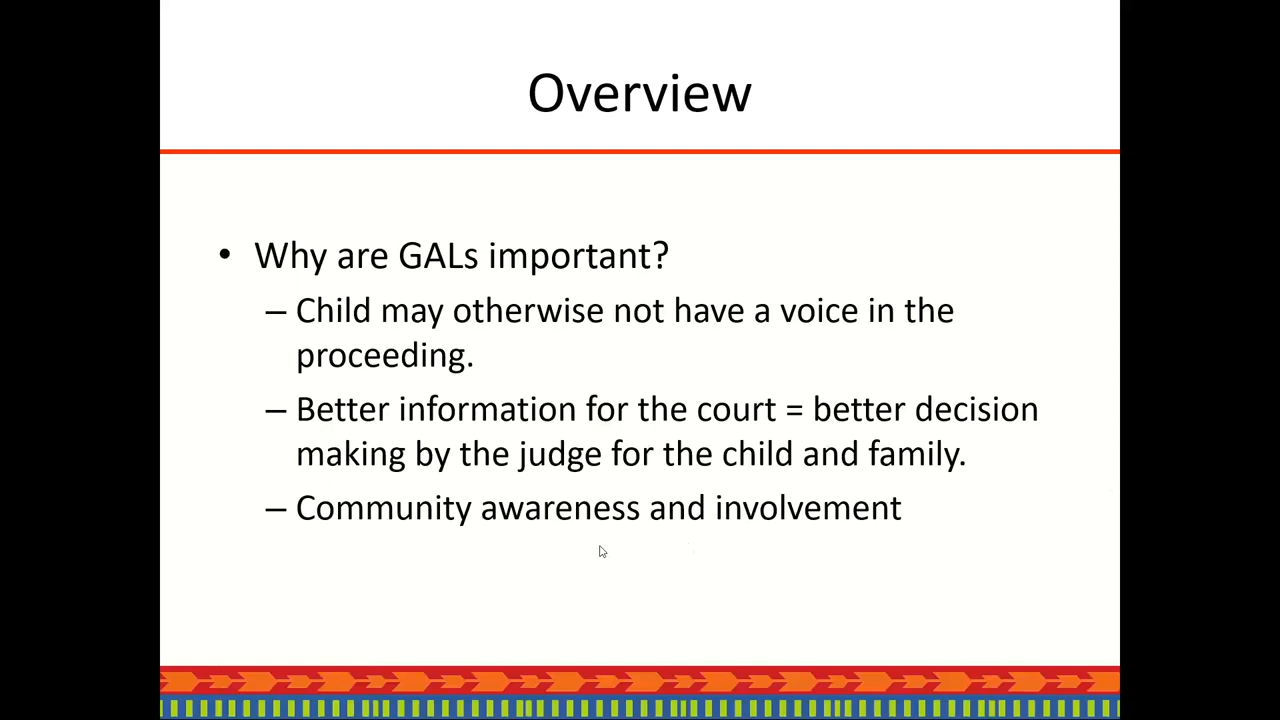 Overview
• Why are GALs important?
– Child may otherwise not have a voice in the
proceeding.
– Better information for the court = better decision
making by the judge for the child and family.
– Community awareness and involvement